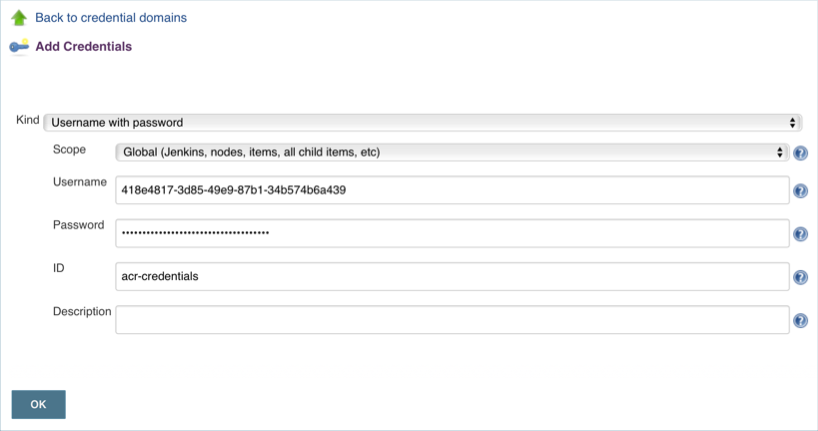 Back to credential domains
Add Credentials
Kind Username with password
Scope Global (Jenkins, nodes, items, all child items, etc)
Username 418e4817-3d85-49e9-87b1-34b574b6a439
Password ••••••••••••••••••••••••••••••••••••
ID acr-credentials
Description
OK